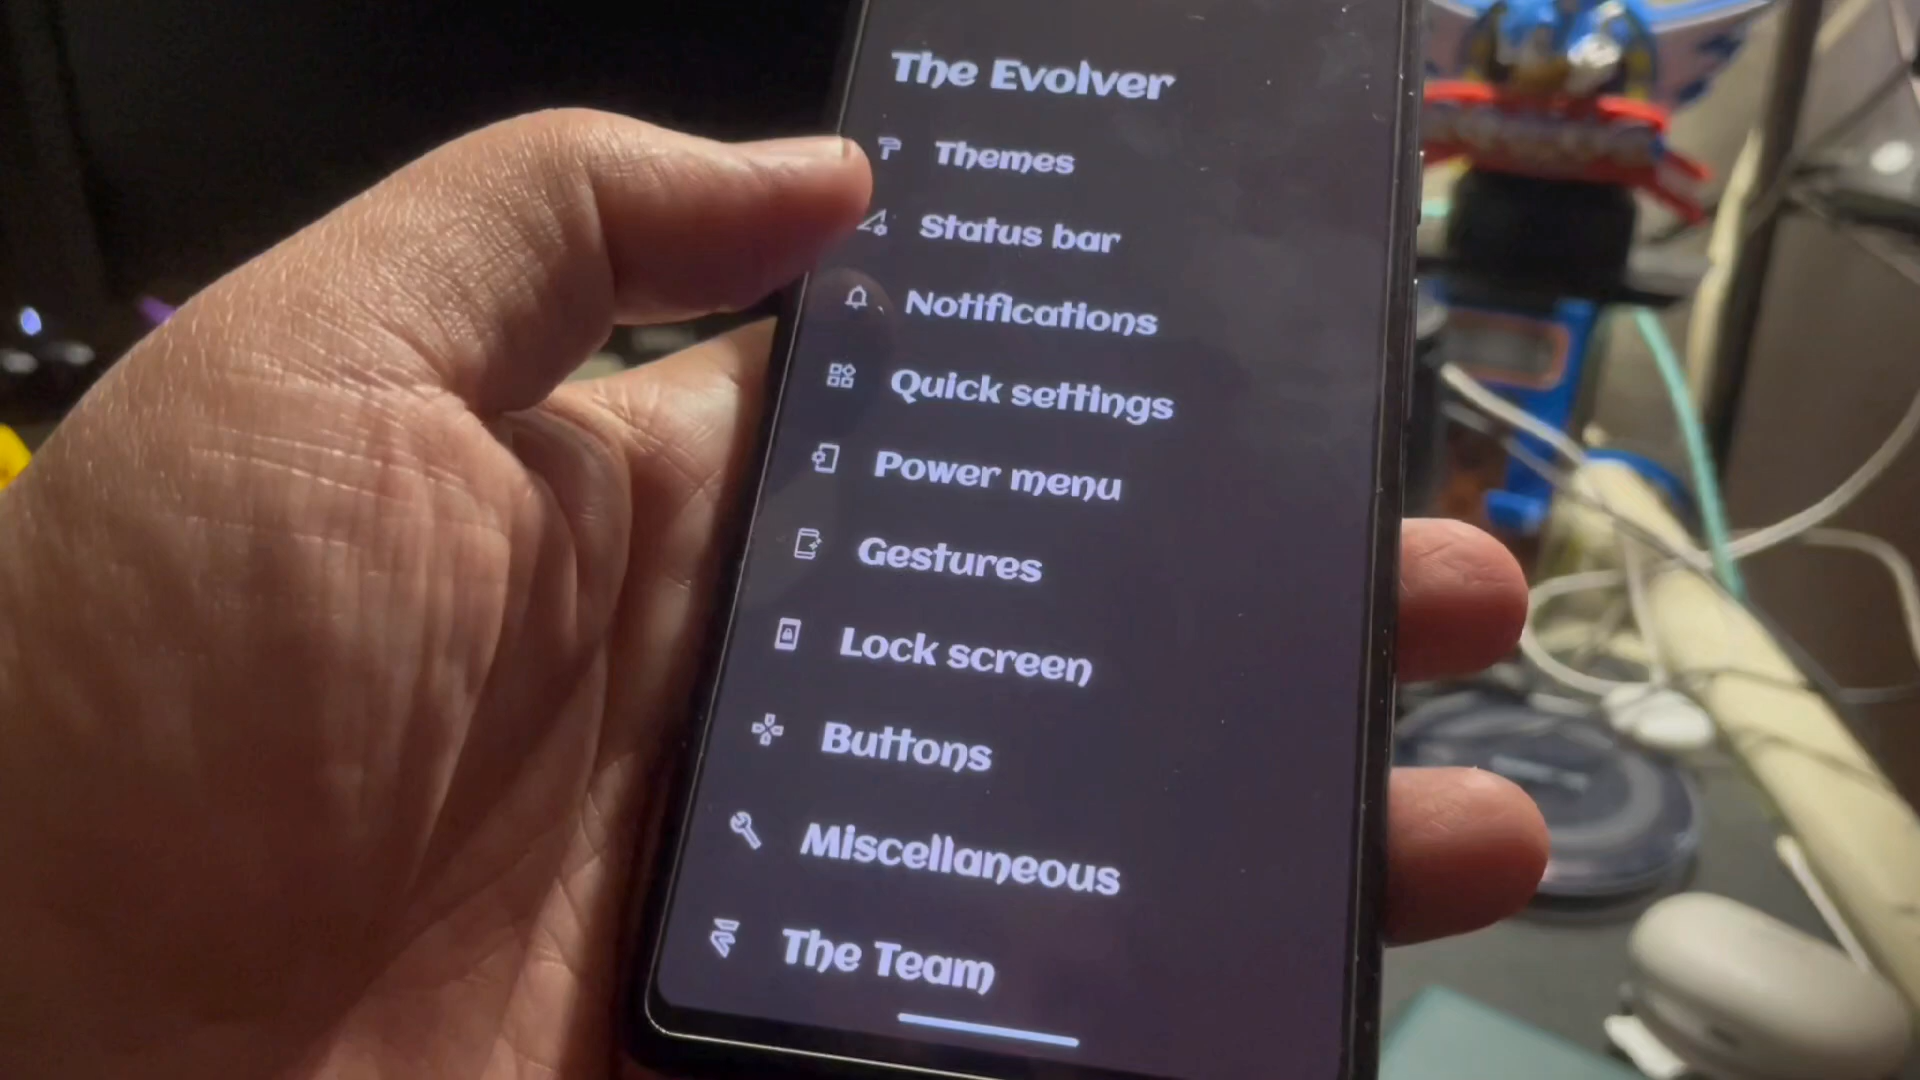 The Evolver
Themes
Status bar
Notifications
Quick settings
Power menu
Gestures
Lock screen
Buttons
Miscellaneous
The Team